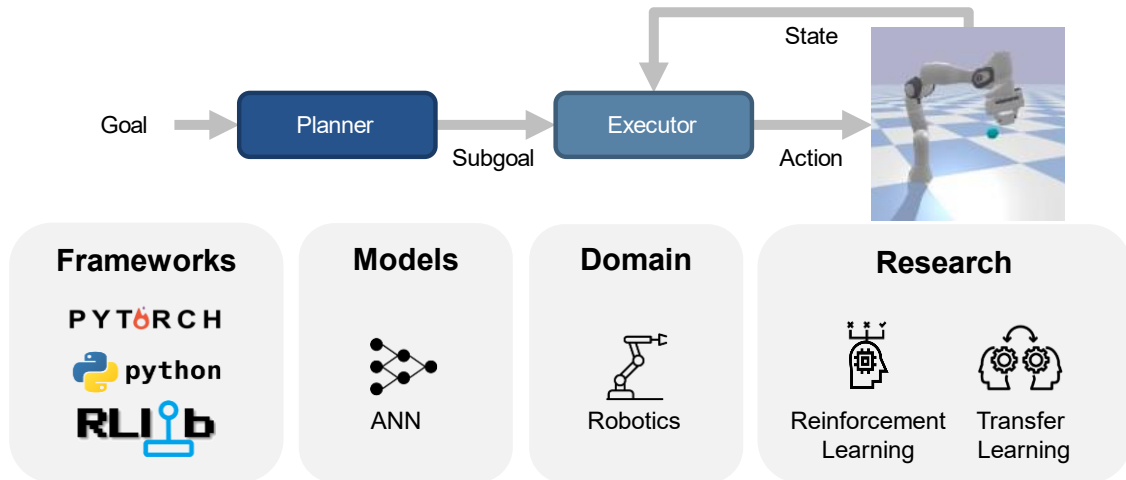 State
Goal
Planner
Subgoal
Executor
Action
Frameworks
PYTORCH
python
RLlib
Models
ANN
Domain
Robotics
Research
Reinforcement
Learning
Transfer
Learning